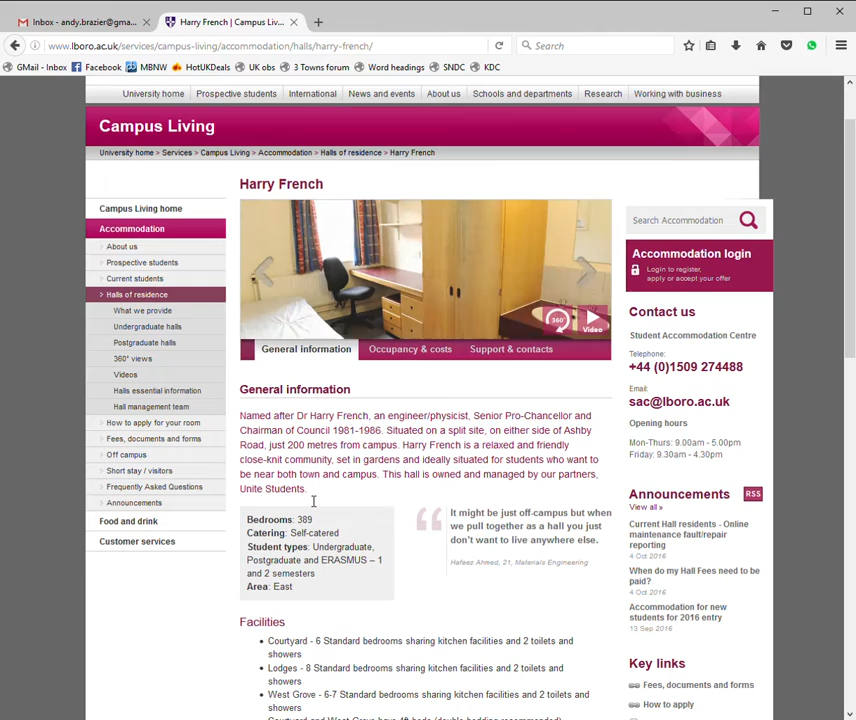 Inbox - andy.brazier@gma...
Harry French | Campus Liv...
www.lboro.ac.uk/services/campus-living/accommodation/halls/harry-french/
Search
GMail - Inbox
Facebook
MBNW
HotUKDeals
UK obs
3 Towns forum
Word headings
SNDC
KDC
University home
Prospective students
International
News and events
About us
Schools and departments
Research
Working with business
Campus Living
University home > Services > Campus Living > Accommodation > Halls of residence > Harry French
Campus Living home
Accommodation
About us
Prospective students
Current students
Halls of residence
What we provide
Undergraduate halls
Postgraduate halls
360° views
Videos
Halls essential information
Hall management team
How to apply for your room
Fees, documents and forms
Off campus
Short stay / visitors
Frequently Asked Questions
Announcements
Food and drink
Customer services
Harry French
360°
Video
General information
Occupancy & costs
Support & contacts
General information
Named after Dr Harry French, an engineer/physicist, Senior Pro-Chancellor and
Chairman of Council 1981-1986. Situated on a split site, on either side of Ashby
Road, just 200 metres from campus. Harry French is a relaxed and friendly
close-knit community, set in gardens and ideally situated for students who want to
be near both town and campus. This hall is owned and managed by our partners,
Unite Students.
Bedrooms: 389
Catering: Self-catered
Student types: Undergraduate,
Postgraduate and ERASMUS – 1
and 2 semesters
Area: East
It might be just off-campus but when
we pull together as a hall you just
don't want to live anywhere else.
Hafeez Ahmed, 21, Materials Engineering
Facilities
Courtyard - 6 Standard bedrooms sharing kitchen facilities and 2 toilets and
showers
Lodges - 8 Standard bedrooms sharing kitchen facilities and 2 toilets and
showers
West Grove - 6-7 Standard bedrooms sharing kitchen facilities and 2 toilets and
showers
Courtyard and West Grove have 4ft beds (double bedding recommended)
Search Accommodation
Accommodation login
Login to register,
apply or accept your offer
Contact us
Student Accommodation Centre
Telephone:
+44 (0)1509 274488
Email:
sac@lboro.ac.uk
Opening hours
Mon-Thurs: 9.00am - 5.00pm
Friday: 9.30am - 4.30pm
Announcements
RSS
View all »
Current Hall residents - Online
maintenance fault/repair
reporting
4 Oct 2016
When do my Hall Fees need to be
paid?
4 Oct 2016
Accommodation for new
students for 2016 entry
13 Sep 2016
Key links
Fees, documents and forms
How to apply